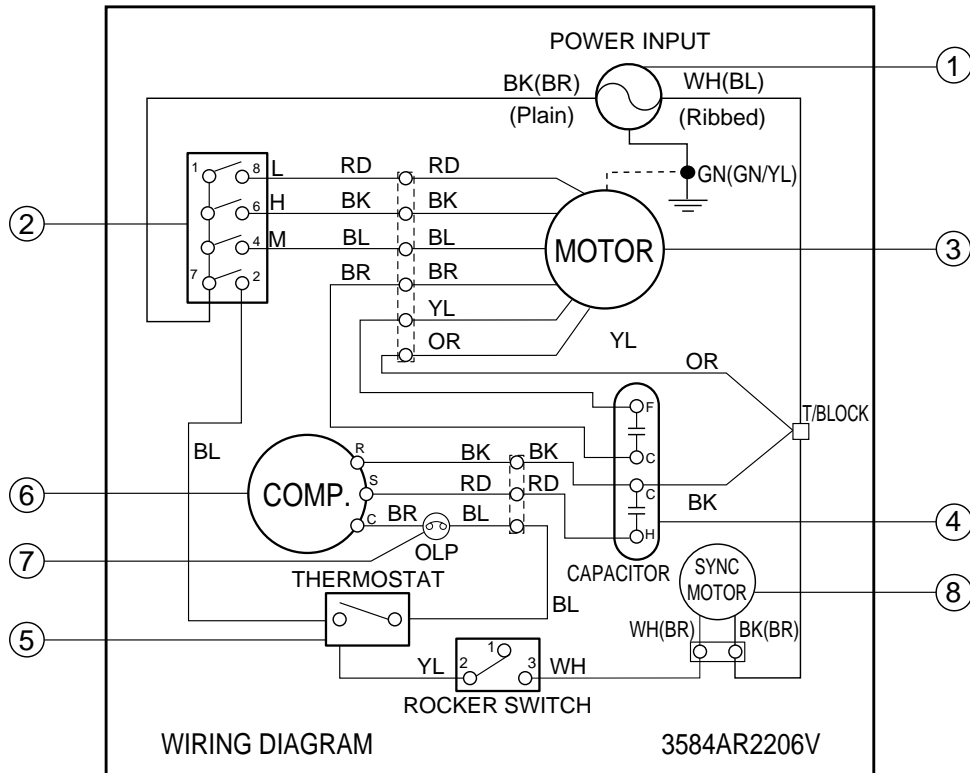 POWER INPUT
1
BK(BR)
WH(BL)
(Plain)
(Ribbed)
1
8
L
RD
RD
GN(GN/YL)
6
H
BK
BK
2
4
M
BL
BL
MOTOR
3
7
2
BR
BR
YL
OR
YL
OR
F
T/BLOCK
C
BL
R
BK
BK
C
BK
6
COMP.
S
RD
RD
4
C
BR
BL
H
7
OLP
CAPACITOR
SYNC
MOTOR
8
THERMOSTAT
BL
5
WH(BR)
BK(BR)
YL
2
1
3
WH
ROCKER SWITCH
WIRING DIAGRAM
3584AR2206V